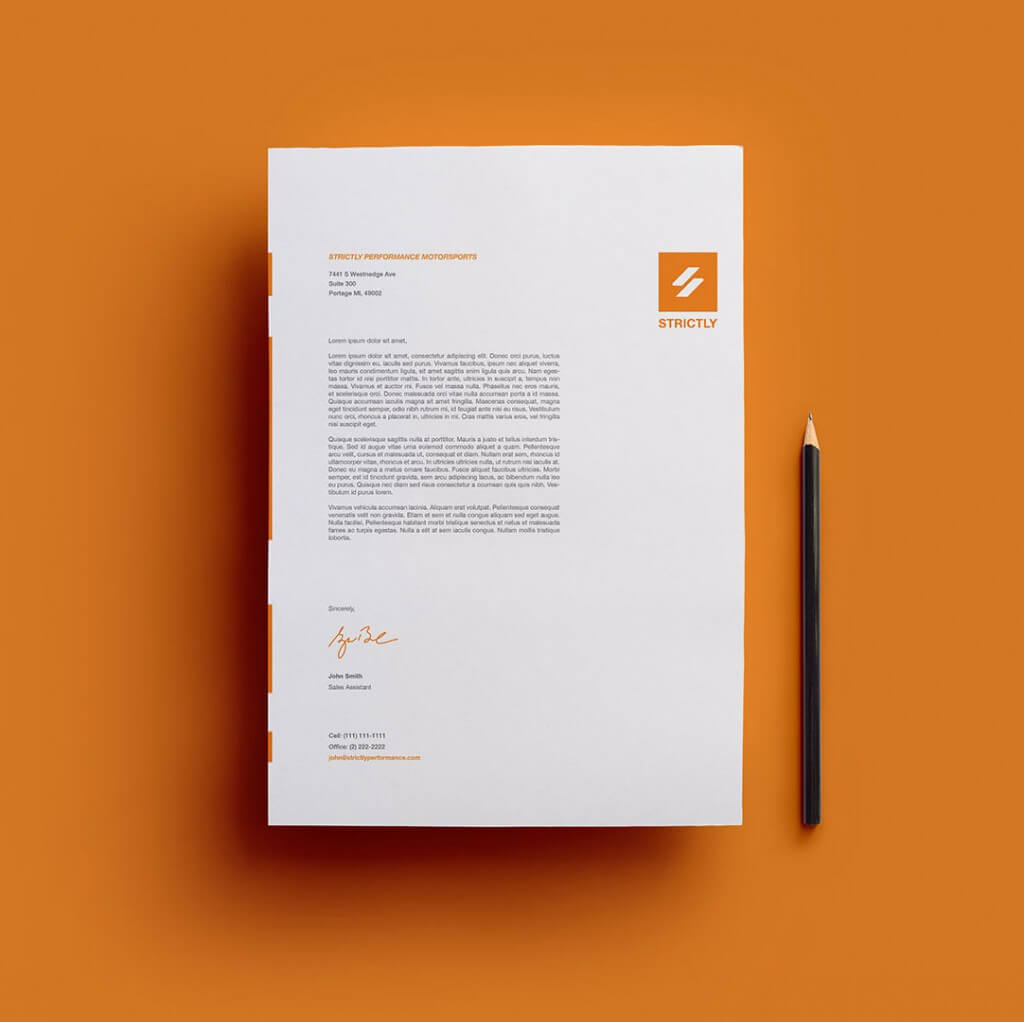 STRICTLY PERFORMANCE MOTORSPORTS
7441 S Westnedge Ave
Suite 300
Portage MI, 49002
STRICTLY
Lorem ipsum dolor sit amet,
Lorem ipsum dolor sit amet, consectetur adipiscing elit. Donec orci purus, luctus
vitae dignissim eu, iaculis sed purus. Vivamus faucibus, ipsum nec aliquet viverra,
leo mauris condimentum ligula, sit amet sagittis enim ligula quis arcu. Nam eges-
tas tortor id nisi porttitor mattis. In tortor ante, ultricies in suscipit a, tempus non
massa. Vivamus et auctor mi. Fusce vel massa nulla. Phasellus nec eros mauris,
et scelerisque orci. Donec malesuada orci vitae nulla accumsan porta a id massa.
Quisque accumsan iaculis magna sit amet fringilla. Maecenas consequat, magna
eget tincidunt semper, odio nibh rutrum mi, id feugiat ante nisi eu risus. Vestibulum
nunc orci, rhoncus a placerat in, ultricies in mi. Cras mattis varius eros, vel fringilla
nisi suscipit eget.
Quisque scelerisque sagittis nulla at porttitor. Mauris a justo et tellus interdum tris-
tique. Sed id augue vitae urna euismod commodo aliquet a quam. Pellentesque
arcu velit, cursus et malesuada ut, consequat et diam. Nullam erat sem, rhoncus id
ullamcorper vitae, rhoncus et arcu. In ultricies ultricies nulla, ut rutrum nisi iaculis at.
Donec eu magna a metus ornare faucibus. Fusce aliquet faucibus ultricies. Morbi
semper, est id tincidunt gravida, sem arcu adipiscing lacus, ac bibendum nulla leo
eu purus. Quisque nec diam sed risus consectetur a ocumsan quis quis nibh. Ves-
tibulum id purus lorem.
Vivamus vehicula accumsan lacinia. Aliquam erat volutpat. Pellentesque consequat
venenatis velit non gravida. Etiam et sem et nulla congue aliquam sed eget augue.
Nulla facilisi. Pellentesque habitant morbi tristique senectus et netus et malesuada
fames ac turpis egestas. Nulla a elit at sem iaculis congue. Nullam mollis tristique
lobortis.
Sincerely,
John Smith
Sales Assistant
Cell: (111) 111-1111
Office: (2) 222-2222
john@strictlyperformance.com